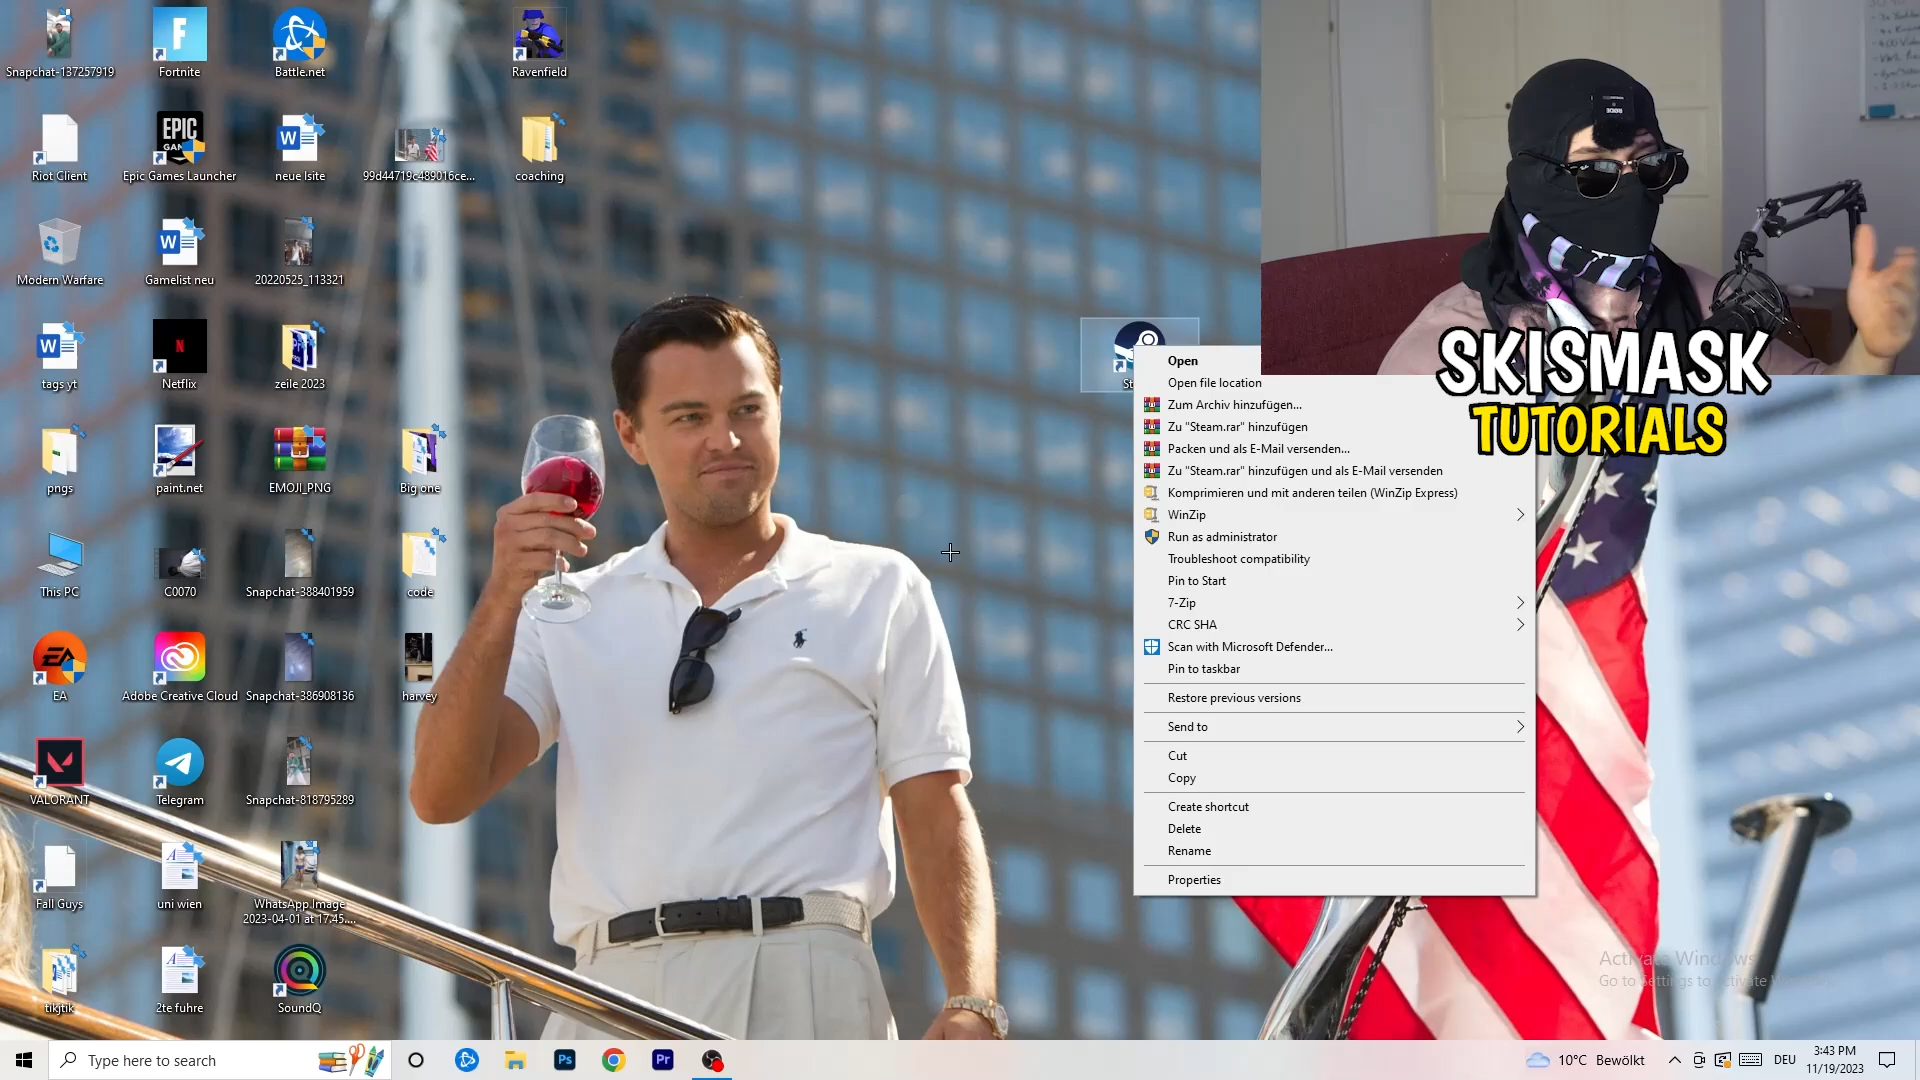 Snapchat-137257919
Fortnite
Battle.net
Ravenfield
Riot Client
EPIC
Epic Games Launcher
neue lsite
99d44719c489016ce...
coaching
Modern Warfare
Gamelist neu
20220525_113321
tags yt
Netflix
zeile 2023
pngs
paint.net
EMOJI_PNG
Big one
This PC
C0070
Snapchat-388401959
code
EA
Adobe Creative Cloud
Snapchat-386908136
harvey
VALORANT
Telegram
Snapchat-818795289
Fall Guys
uni wien
WhatsApp Image
2023-04-01 at 17.45....
tikjtik
2te fuhre
SoundQ
Open
Open file location
Zum Archiv hinzufügen...
Zu "Steam.rar" hinzufügen
Packen und als E-Mail versenden...
Zu "Steam.rar" hinzufügen und als E-Mail versenden
Komprimieren und mit anderen teilen (WinZip Express)
WinZip
Run as administrator
Troubleshoot compatibility
Pin to Start
7-Zip
CRC SHA
Scan with Microsoft Defender...
Pin to taskbar
Restore previous versions
Send to
Cut
Copy
Create shortcut
Delete
Rename
Properties
RØDE
SKISMASK
TUTORIALS
Activate Windows
Go to Settings to activate
Type here to search
Ps
Pr
10°C Bewölkt
DEU
3:43 PM
11/19/2023